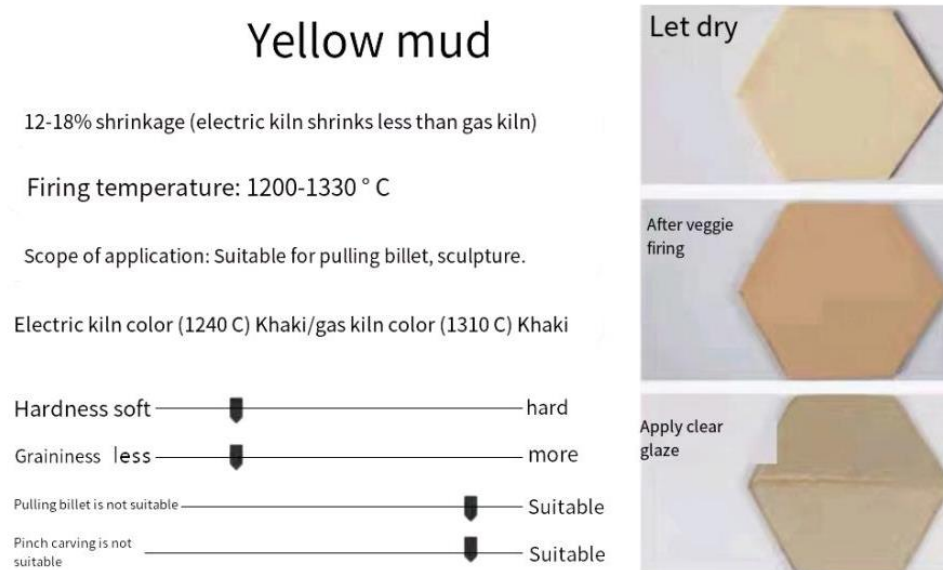 Yellow mud
12-18% shrinkage (electric kiln shrinks less than gas kiln)
Firing temperature: 1200-1330 ° C
Scope of application: Suitable for pulling billet, sculpture.
Electric kiln color (1240 C) Khaki/gas kiln color (1310 C) Khaki
Hardness soft hard
Graininess less more
Pulling billet is not suitable Suitable
Pinch carving is not
suitable Suitable
Let dry
After veggie
firing
Apply clear
glaze